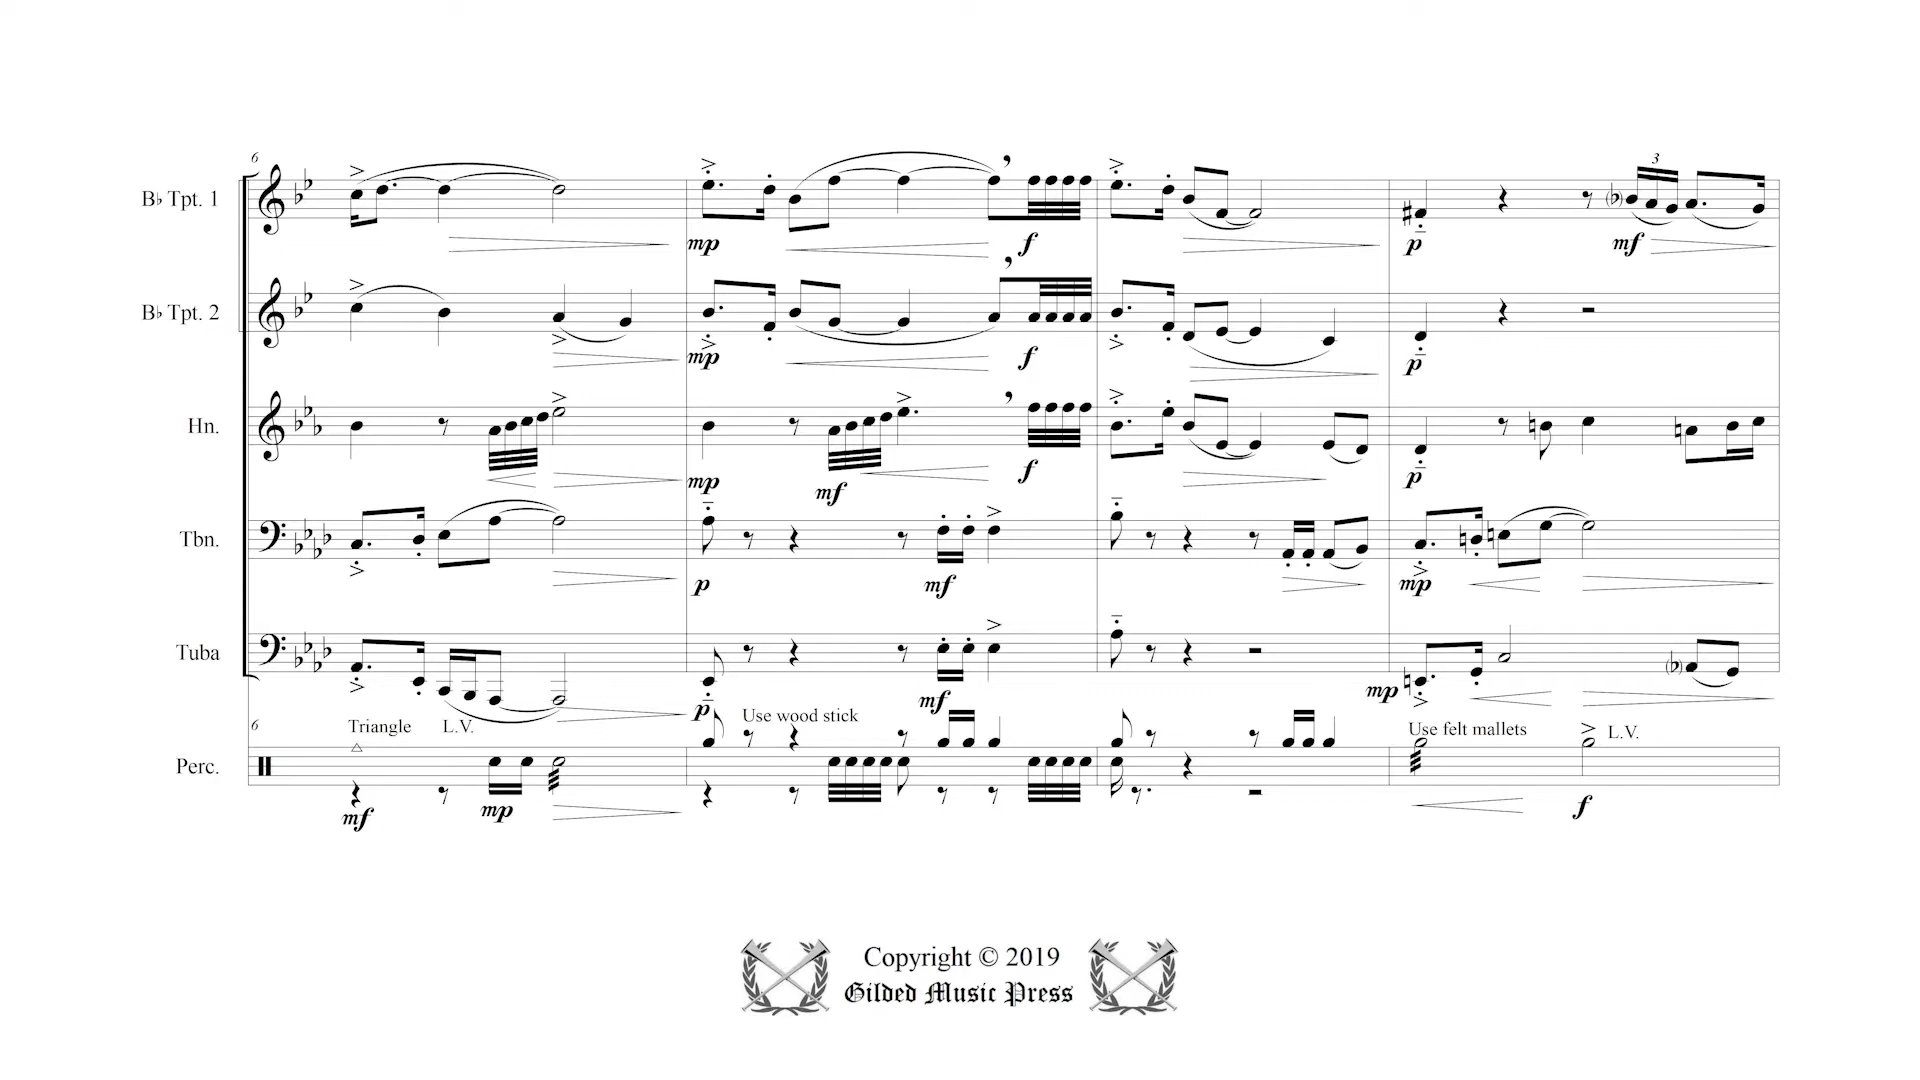 6
B♭ Tpt. 1
3
mp
f
p
mf
B♭ Tpt. 2
mp
f
p
Hn.
mp
mf
f
p
Tbn.
p
mf
mp
Tuba
p
mf
mp
6
Triangle L.V.
Use wood stick
Use felt mallets L.V.
Perc.
mf
mp
f
Copyright © 2019
Gilded Music Press